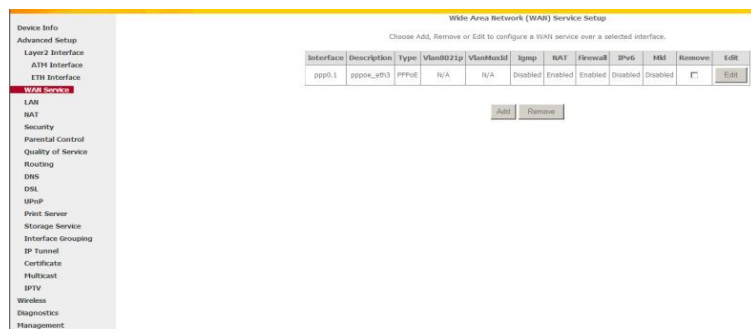 Wide Area Network (WAN) Service Setup
Choose Add, Remove or Edit to configure a WAN service over a selected interface.
Interface Description Type Vlan8021p VlanMuxId Igmp NAT Firewall IPv6 Mld Remove Edit
ppp0.1 pppoe_eth3 PPPoE N/A N/A Disabled Enabled Enabled Disabled Disabled Edit
Add Remove
Device Info
Advanced Setup
Layer2 Interface
ATM Interface
ETH Interface
WAN Service
LAN
NAT
Security
Parental Control
Quality of Service
Routing
DNS
DSL
UPnP
Print Server
Storage Service
Interface Grouping
IP Tunnel
Certificate
Multicast
IPTV
Wireless
Diagnostics
Management